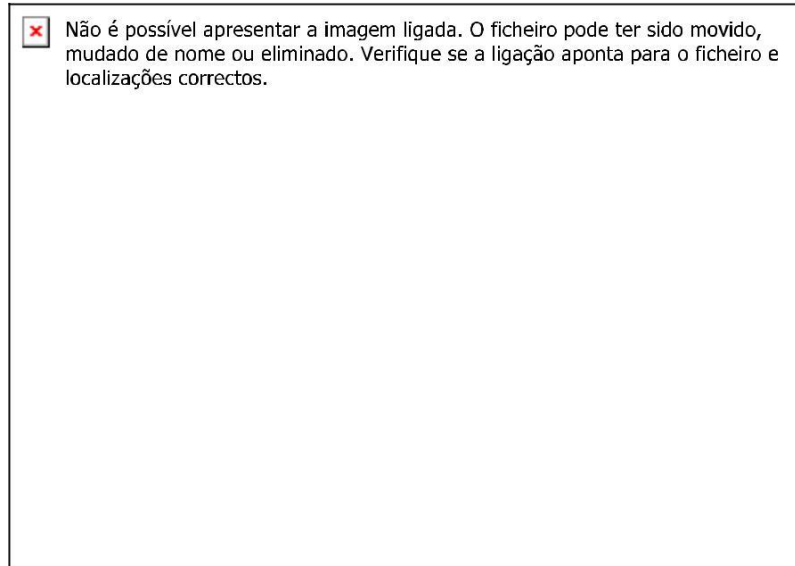 Não é possível apresentar a imagem ligada. O ficheiro pode ter sido movido,
mudado de nome ou eliminado. Verifique se a ligação aponta para o ficheiro e
localizações correctos.